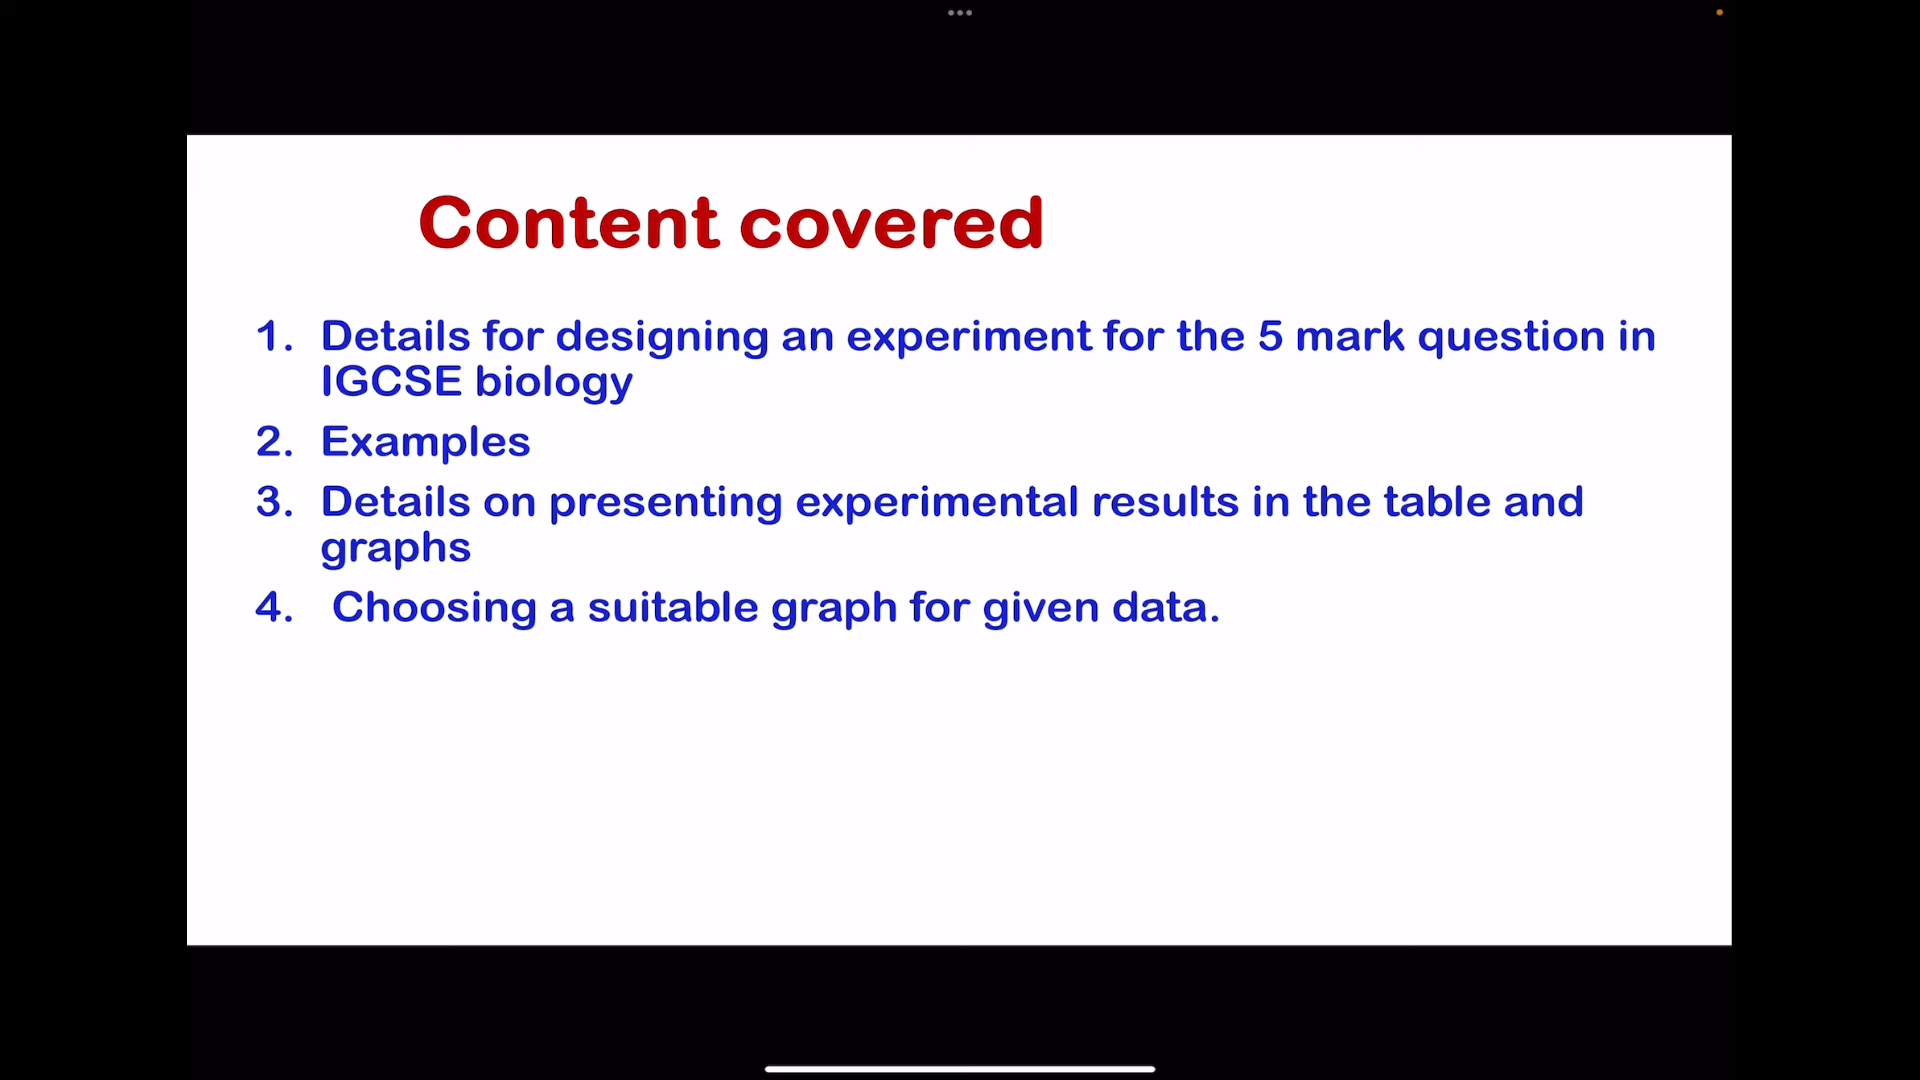 Content covered
1. Details for designing an experiment for the 5 mark question in
IGCSE biology
2. Examples
3. Details on presenting experimental results in the table and
graphs
4. Choosing a suitable graph for given data.